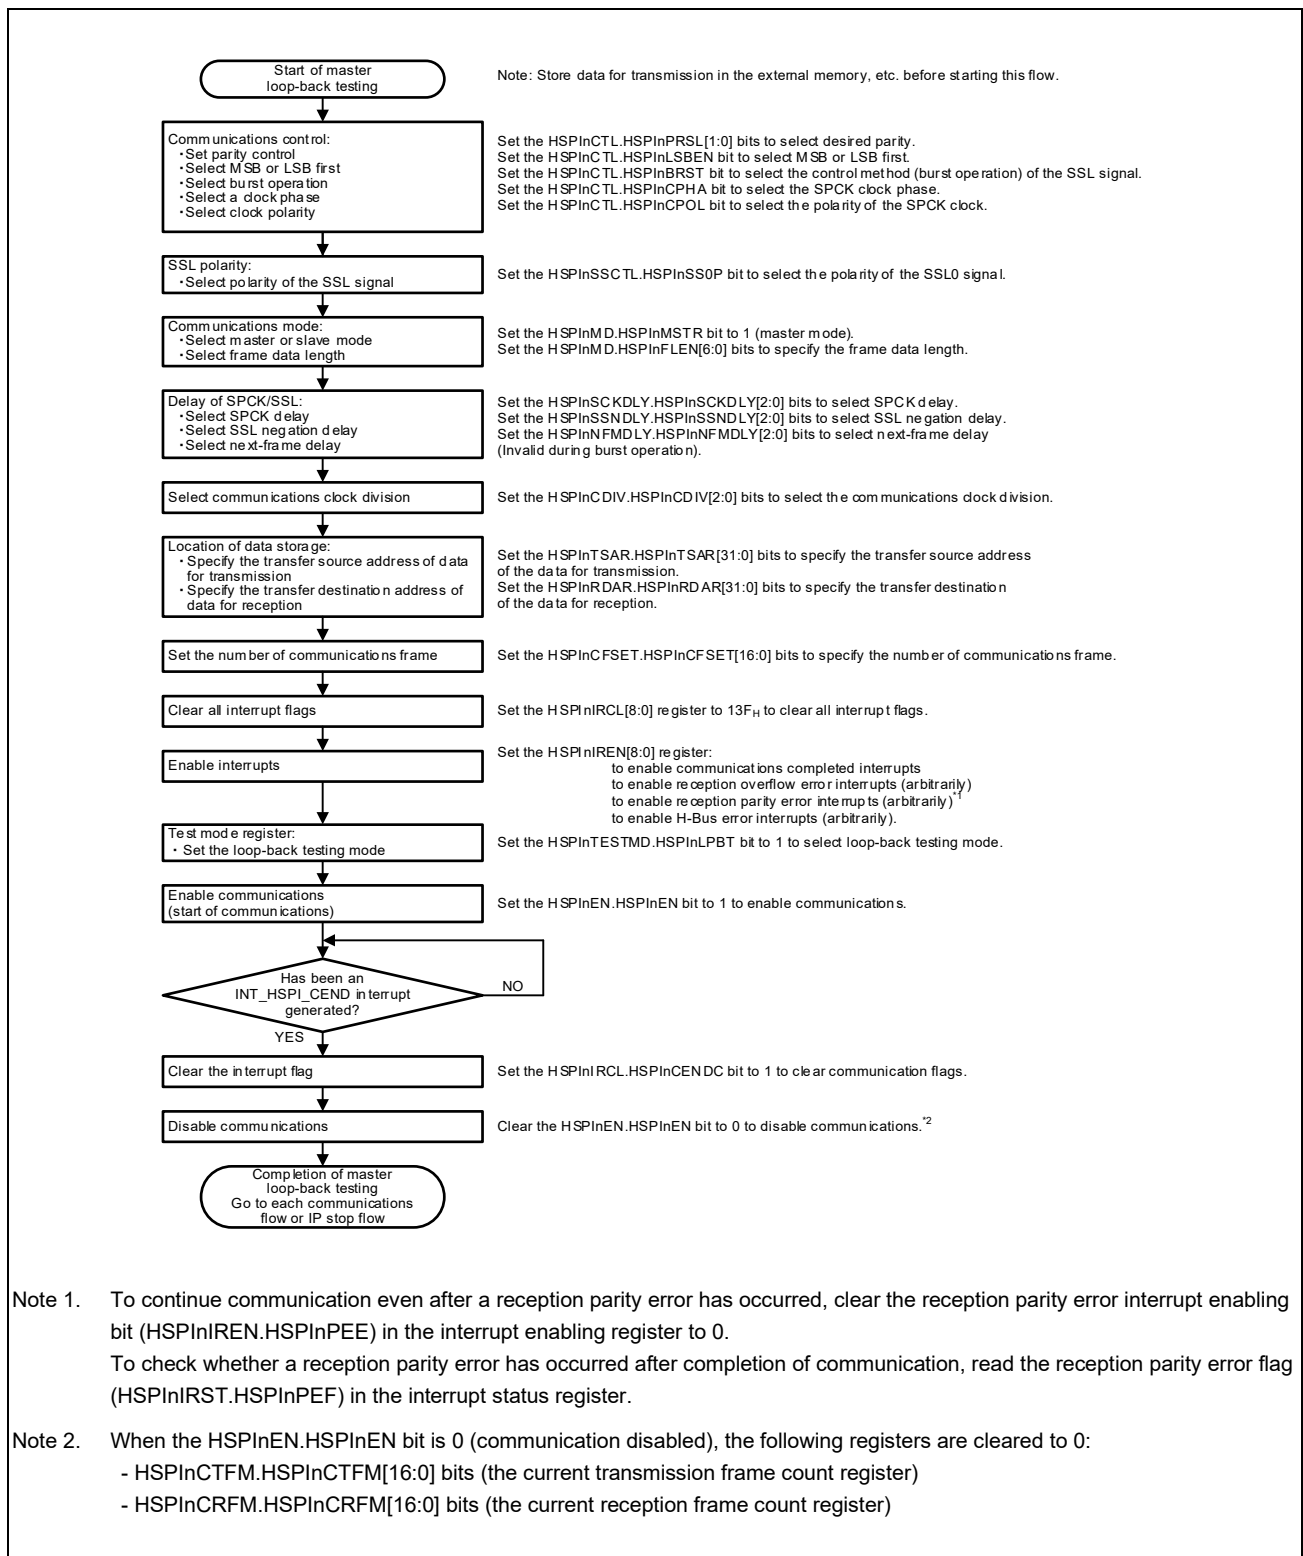 Start of master
loop-back testing
Note: Store data for transmission in the external memory, etc. before starting this flow.
Communications control:
・Set parity control
・Select MSB or LSB first
・Select burst operation
・Select a clock phase
・Select clock polarity
Set the HSPInCTL.HSPInPRSL[1:0] bits to select desired parity.
Set the HSPInCTL.HSPInLSBEN bit to select MSB or LSB first.
Set the HSPInCTL.HSPInBRST bit to select the control method (burst operation) of the SSL signal.
Set the HSPInCTL.HSPInCPHA bit to select the SPCK clock phase.
Set the HSPInCTL.HSPInCPOL bit to select the polarity of the SPCK clock.
SSL polarity:
・Select polarity of the SSL signal
Set the HSPInSSCTL.HSPInSS0P bit to select the polarity of the SSL0 signal.
Communications mode:
・Select master or slave mode
・Select frame data length
Set the HSPInMD.HSPInMSTR bit to 1 (master mode).
Set the HSPInMD.HSPInFLEN[6:0] bits to specify the frame data length.
Delay of SPCK/SSL:
・Select SPCK delay
・Select SSL negation delay
・Select next-frame delay
Set the HSPInSCKDLY.HSPInSCKDLY[2:0] bits to select SPCK delay.
Set the HSPInSSNDLY.HSPInSSNDLY[2:0] bits to select SSL negation delay.
Set the HSPInNFMDLY.HSPInNFMDLY[2:0] bits to select next-frame delay
(Invalid during burst operation).
Select communications clock division
Set the HSPInCDIV.HSPInCDIV[2:0] bits to select the communications clock division.
Location of data storage:
・Specify the transfer source address of data
for transmission
・Specify the transfer destination address of
data for reception
Set the HSPInTSAR.HSPInTSAR[31:0] bits to specify the transfer source address
of the data for transmission.
Set the HSPInRDAR.HSPInRDAR[31:0] bits to specify the transfer destination
of the data for reception.
Set the number of communications frame
Set the HSPInCFSET.HSPInCFSET[16:0] bits to specify the number of communications frame.
Clear all interrupt flags
Set the HSPInIRCL[8:0] register to 13FH to clear all interrupt flags.
Enable interrupts
Set the HSPInIREN[8:0] register:
to enable communications completed interrupts
to enable reception overflow error interrupts (arbitrarily)
to enable reception parity error interrupts (arbitrarily)*1
to enable H-Bus error interrupts (arbitrarily).
Test mode register:
・Set the loop-back testing mode
Set the HSPInTESTMD.HSPInLPBT bit to 1 to select loop-back testing mode.
Enable communications
(start of communications)
Set the HSPInEN.HSPInEN bit to 1 to enable communications.
Has been an
INT_HSPI_CEND interrupt
generated?
NO
YES
Clear the interrupt flag
Set the HSPInIRCL.HSPInCENDC bit to 1 to clear communication flags.
Disable communications
Clear the HSPInEN.HSPInEN bit to 0 to disable communications.*2
Completion of master
loop-back testing
Go to each communications
flow or IP stop flow
Note 1. To continue communication even after a reception parity error has occurred, clear the reception parity error interrupt enabling
bit (HSPInIREN.HSPInPEE) in the interrupt enabling register to 0.
To check whether a reception parity error has occurred after completion of communication, read the reception parity error flag
(HSPInIRST.HSPInPEF) in the interrupt status register.
Note 2. When the HSPInEN.HSPInEN bit is 0 (communication disabled), the following registers are cleared to 0:
- HSPInCTFM.HSPInCTFM[16:0] bits (the current transmission frame count register)
- HSPInCRFM.HSPInCRFM[16:0] bits (the current reception frame count register)